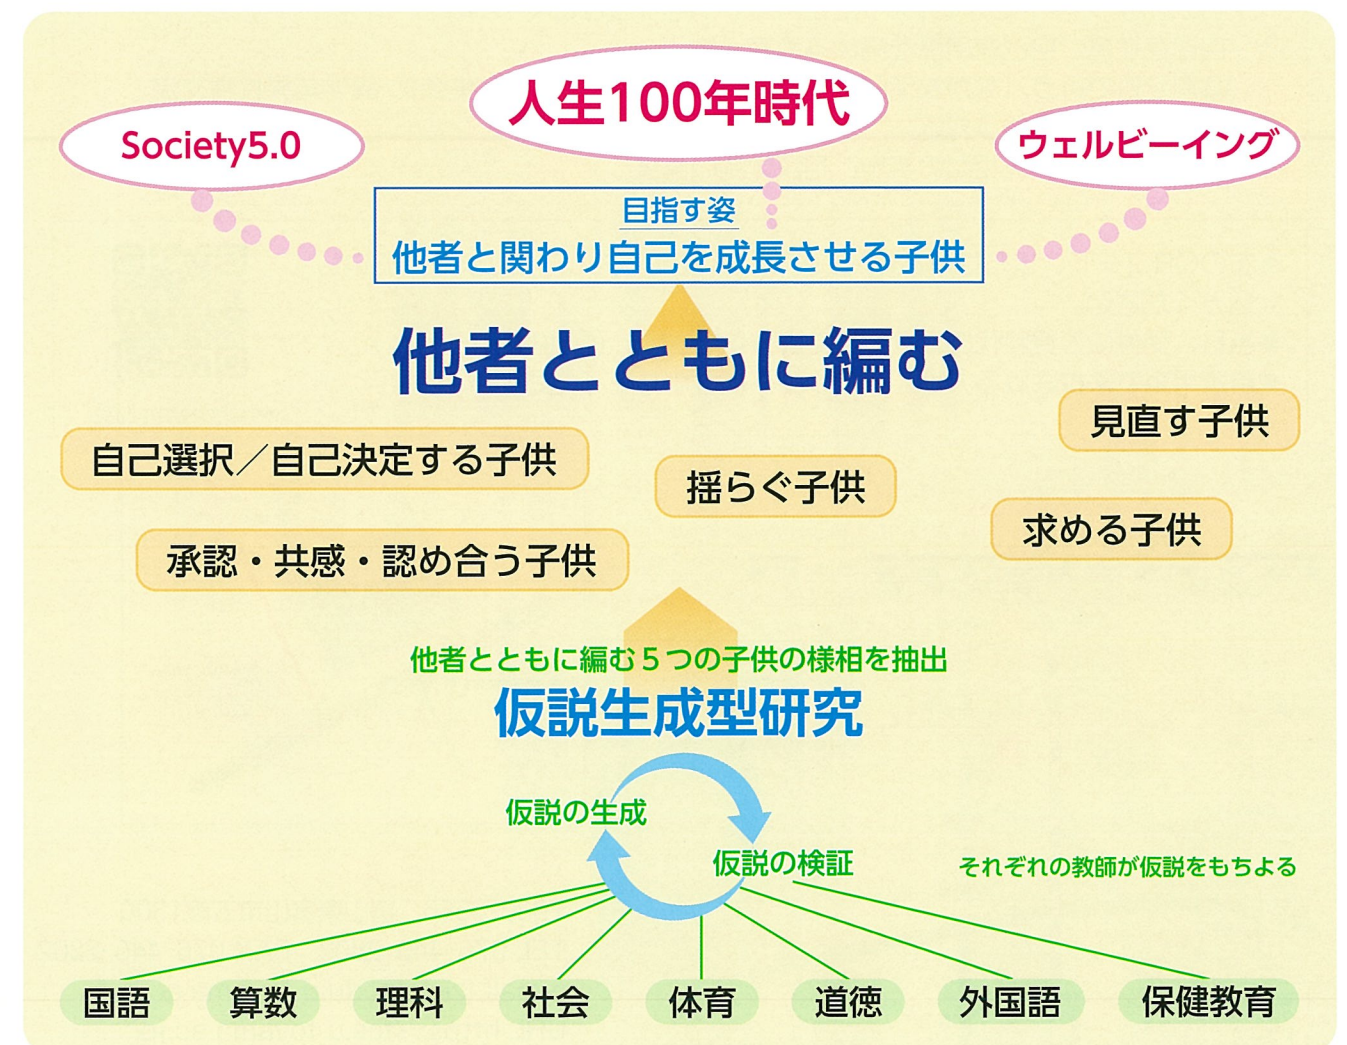 人生100年時代
Society5.0
ウェルビーイング
目指す姿
他者と関わり自己を成長させる子供
他者とともに編む
見直す子供
自己選択／自己決定する子供
揺らぐ子供
求める子供
承認・共感・認め合う子供
他者とともに編む５つの子供の様相を抽出
仮説生成型研究
仮説の生成
仮説の検証
それぞれの教師が仮説をもちよる
国語
算数
理科
社会
体育
道徳
外国語
保健教育